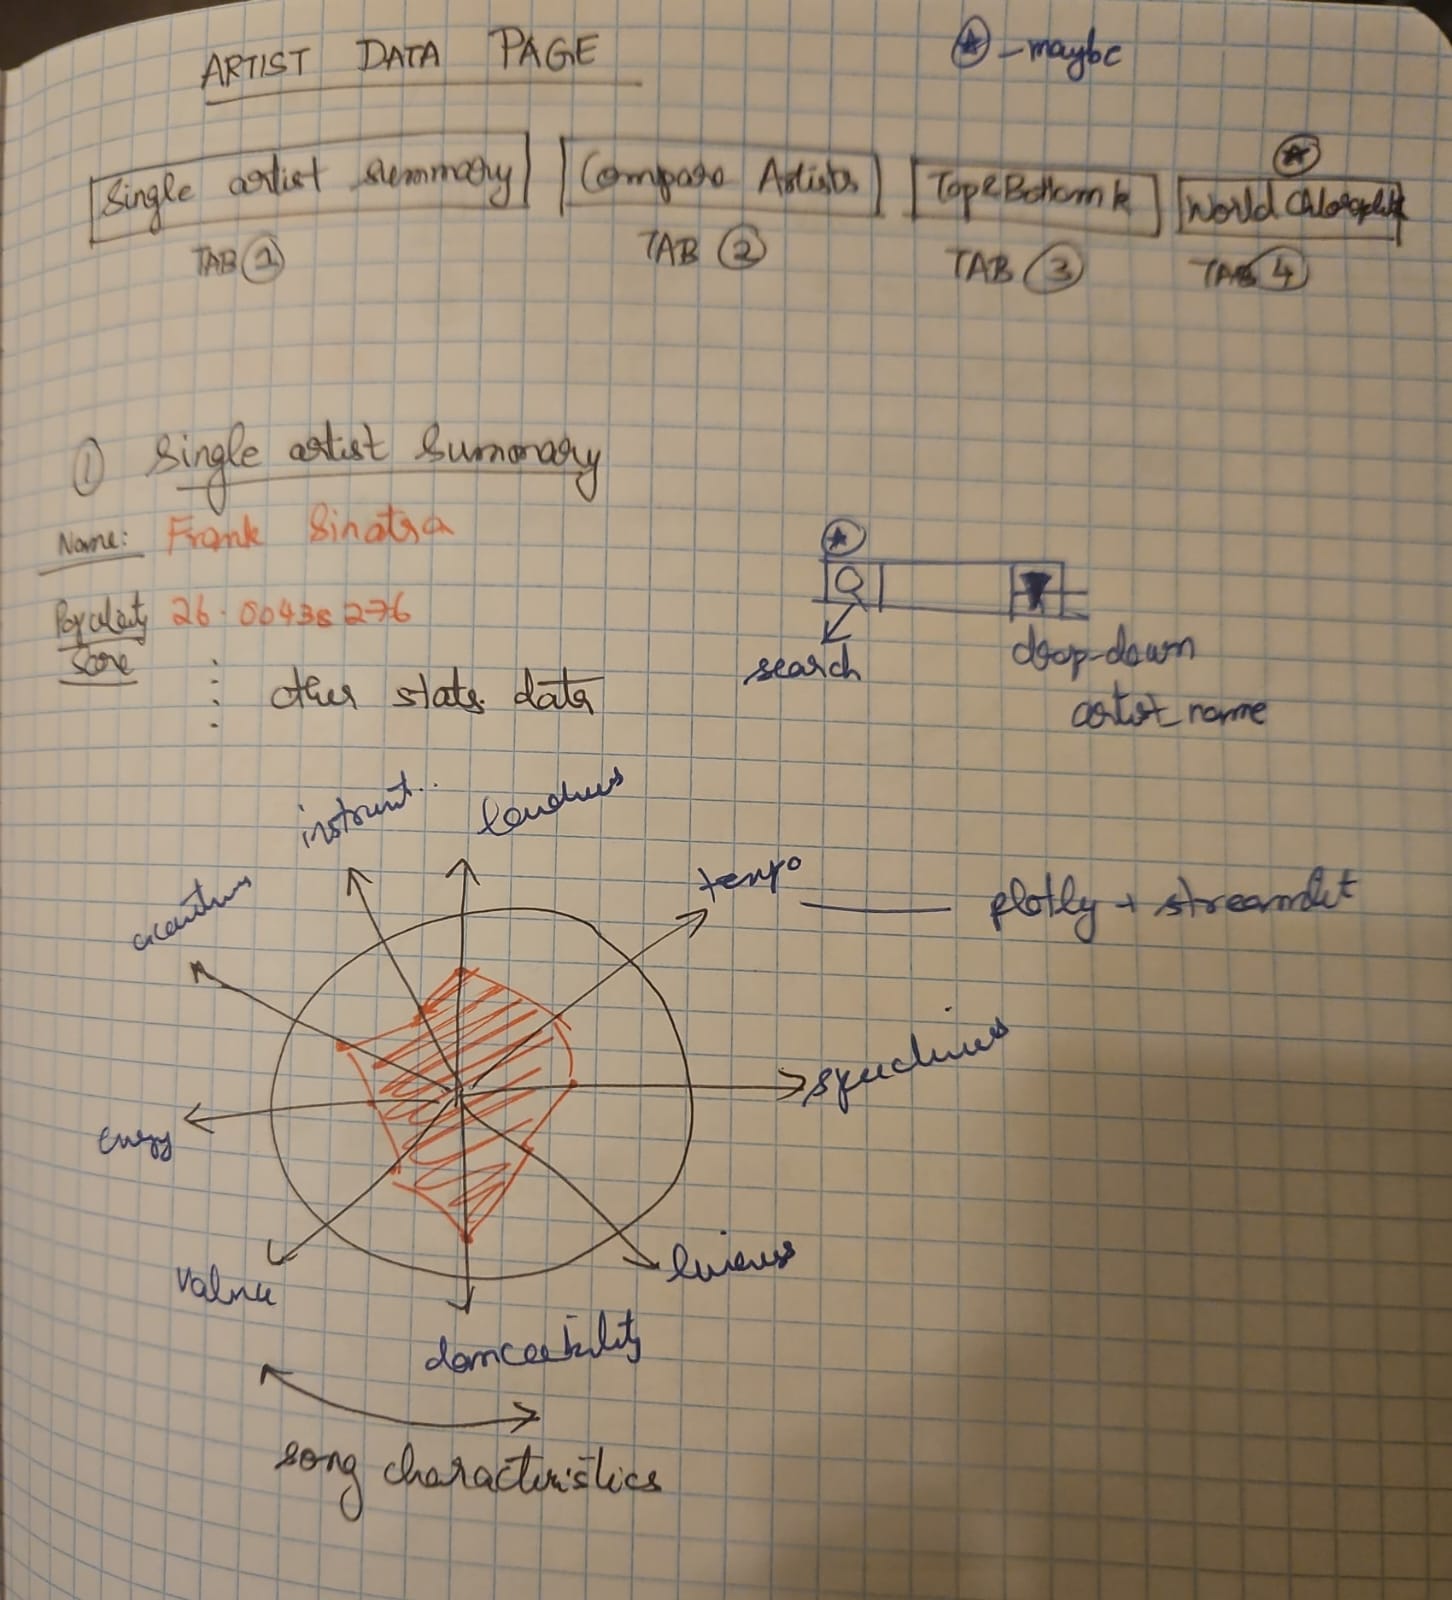 ARTIST DATA PAGE
★ - maybe
Single artist summary
Compare Artists
Top & Bottom k
★
World Chloropleth
TAB 1
TAB 2
TAB 3
TAB 4
① Single artist Summary
Name: Frank Sinatra
★
Popularity 26.00438276
Score
: other stats data
search
drop-down
artist name
instrumt..
loudness
tempo
plotly + streamlit
acousticness
speechiness
energy
valence
liveness
danceability
song characteristics